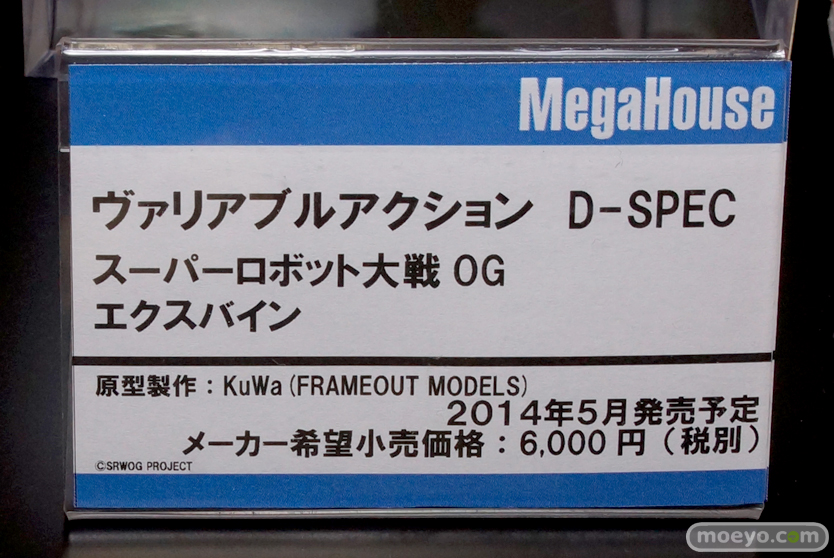 MegaHouse
ヴァリアブルアクション D-SPEC
スーパーロボット大戦 OG
エクスバイン
原型製作：KuWa(FRAMEOUT MODELS)
2014年5月発売予定
メーカー希望小売価格：6,000円（税別）
©SRWOG PROJECT
moeyo.com